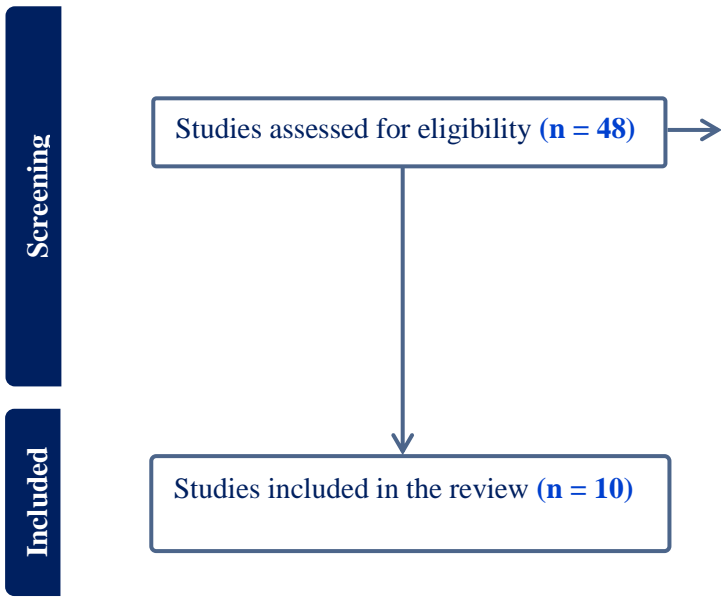 Screening
Studies assessed for eligibility (n = 48)
Included
Studies included in the review (n = 10)